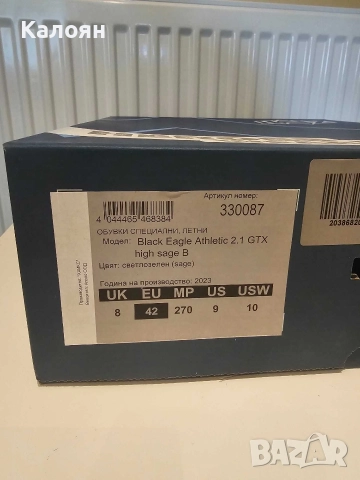 Калоян
Артикул номер:
330087
4 044465 468384
ОБУВКИ СПЕЦИАЛНИ, ЛЕТНИ
Модел: Black Eagle Athletic 2.1 GTX
high sage B
Цвят: светлозелен (sage)
Година на производство: 2023
UK EU MP US USW
8 42 270 9 10
BAZAR